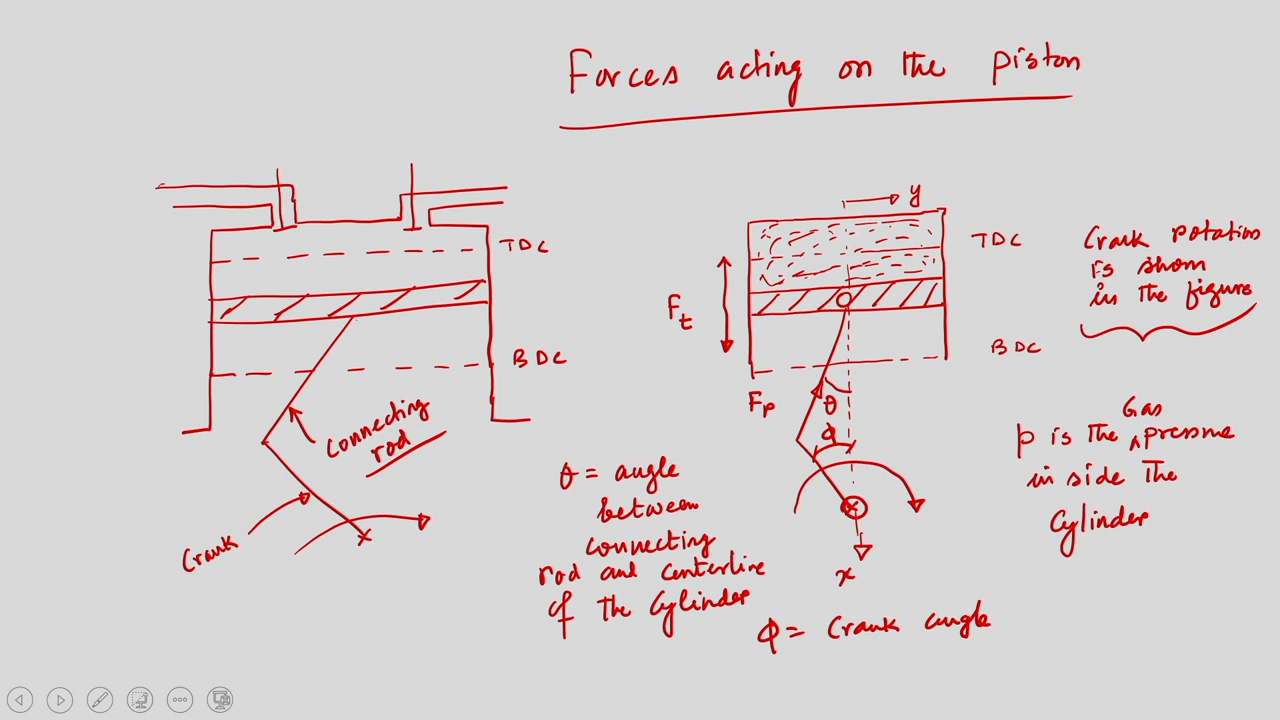 Forces acting on the piston
TDC
BDC
Connecting
rod
Crank
y
TDC
BDC
Ft
Fp
θ
ϕ
x
Crank rotation
is shown
in the figure
Gas
p is the ∧ pressure
in side the
Cylinder
θ = angle
between
connecting
rod and centerline
of the Cylinder
ϕ = Crank angle